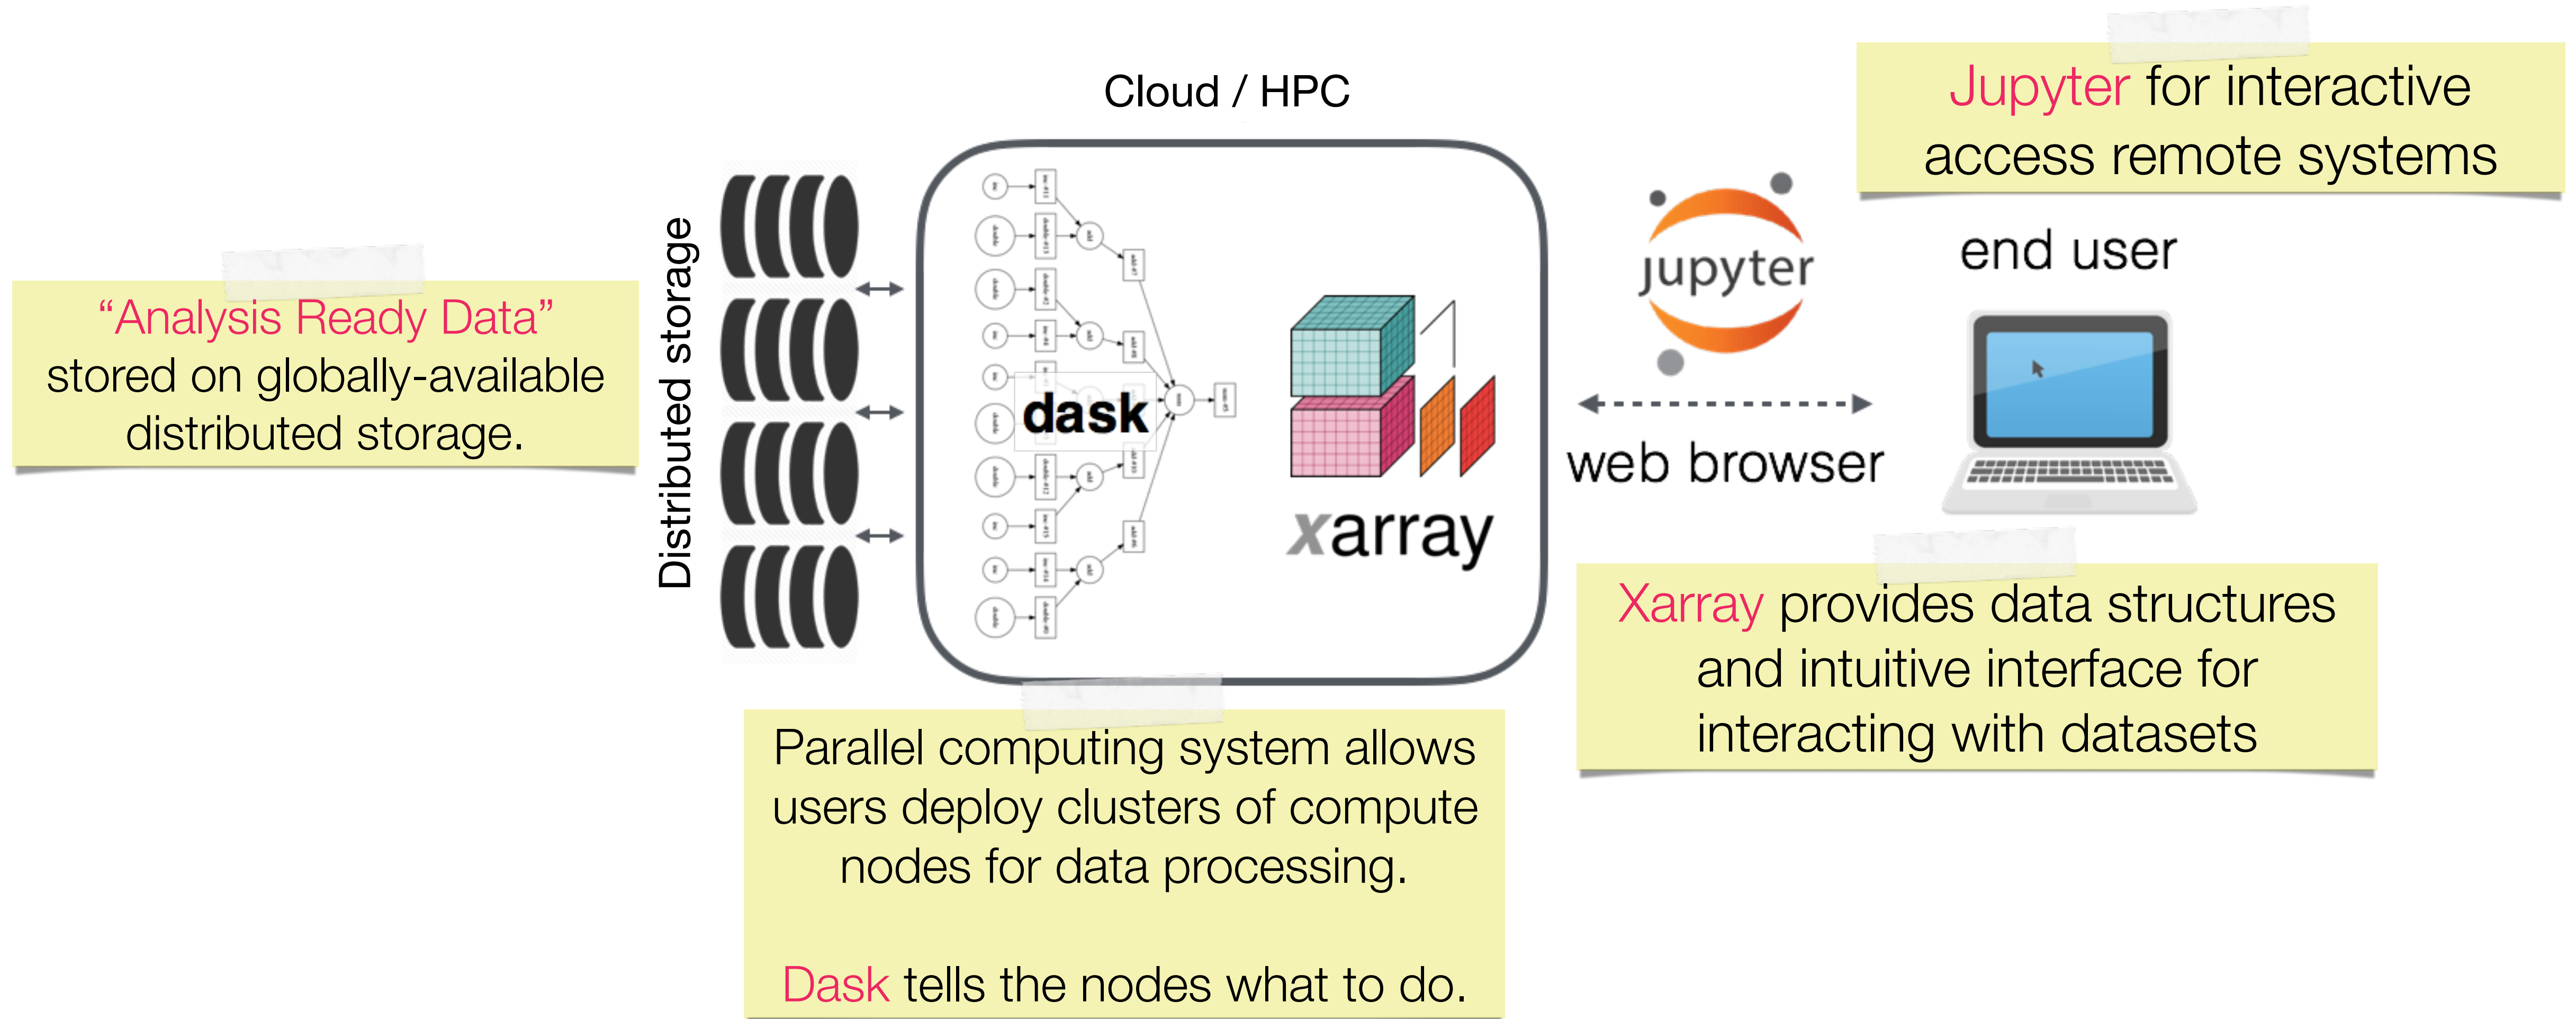 Cloud / HPC
Jupyter for interactive
access remote systems
"Analysis Ready Data"
stored on globally-available
distributed storage.
Distributed storage
dask
xarray
jupyter
end user
web browser
Xarray provides data structures
and intuitive interface for
interacting with datasets
Parallel computing system allows
users deploy clusters of compute
nodes for data processing.
Dask tells the nodes what to do.